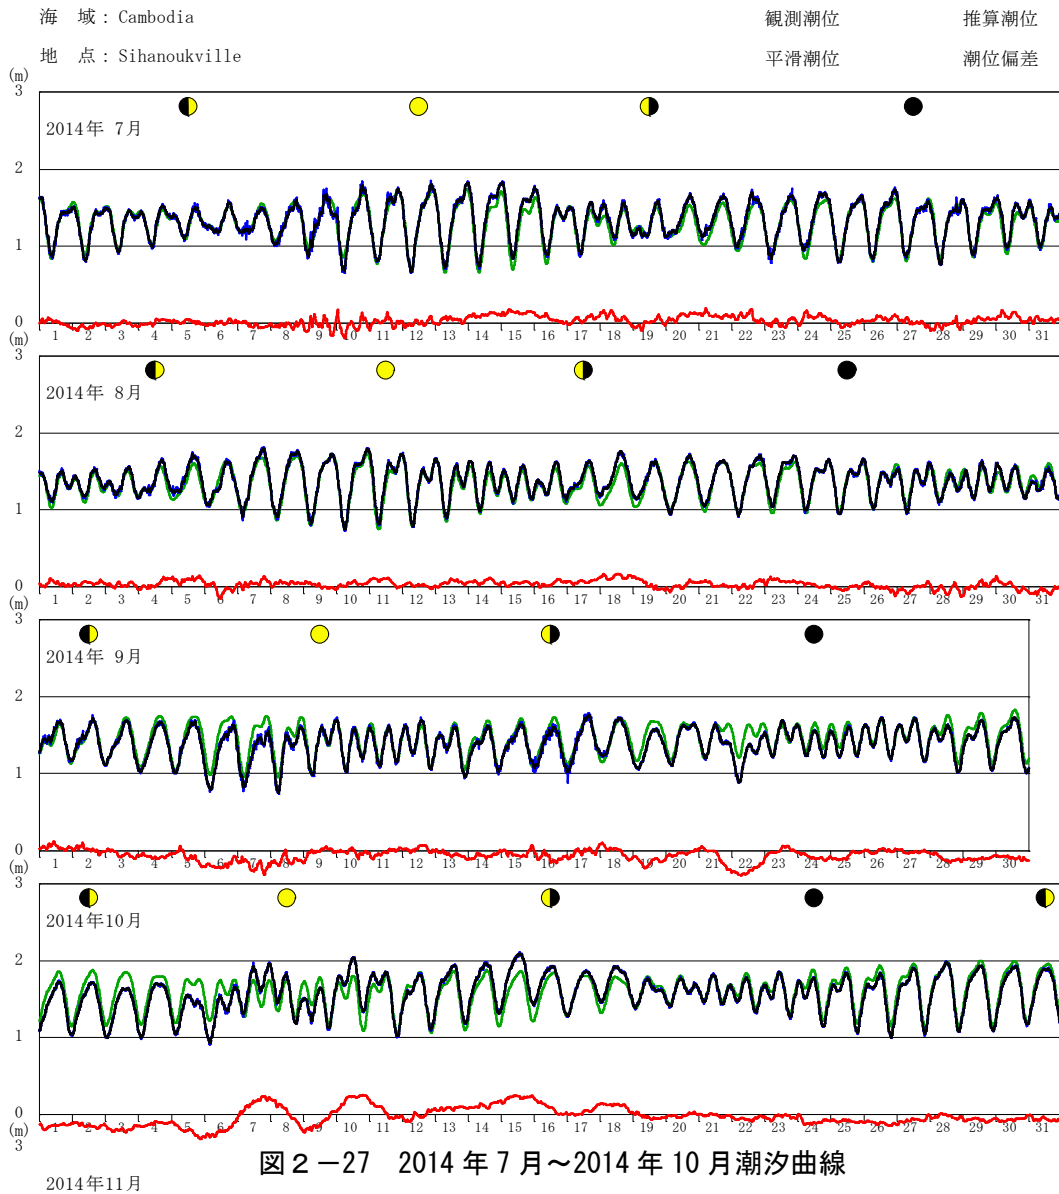 海　域：Cambodia　観測潮位　推算潮位
地　点：Sihanoukville　平滑潮位　潮位偏差
(m)
3
2014年 7月
2
1
0
1 2 3 4 5 6 7 8 9 10 11 12 13 14 15 16 17 18 19 20 21 22 23 24 25 26 27 28 29 30 31
(m)
3
2014年 8月
2
1
0
1 2 3 4 5 6 7 8 9 10 11 12 13 14 15 16 17 18 19 20 21 22 23 24 25 26 27 28 29 30 31
(m)
3
2014年 9月
2
1
0
1 2 3 4 5 6 7 8 9 10 11 12 13 14 15 16 17 18 19 20 21 22 23 24 25 26 27 28 29 30
(m)
3
2014年10月
2
1
0
1 2 3 4 5 6 7 8 9 10 11 12 13 14 15 16 17 18 19 20 21 22 23 24 25 26 27 28 29 30 31
(m)
3
図２－27　2014 年 7 月～2014 年 10 月潮汐曲線
2014年11月